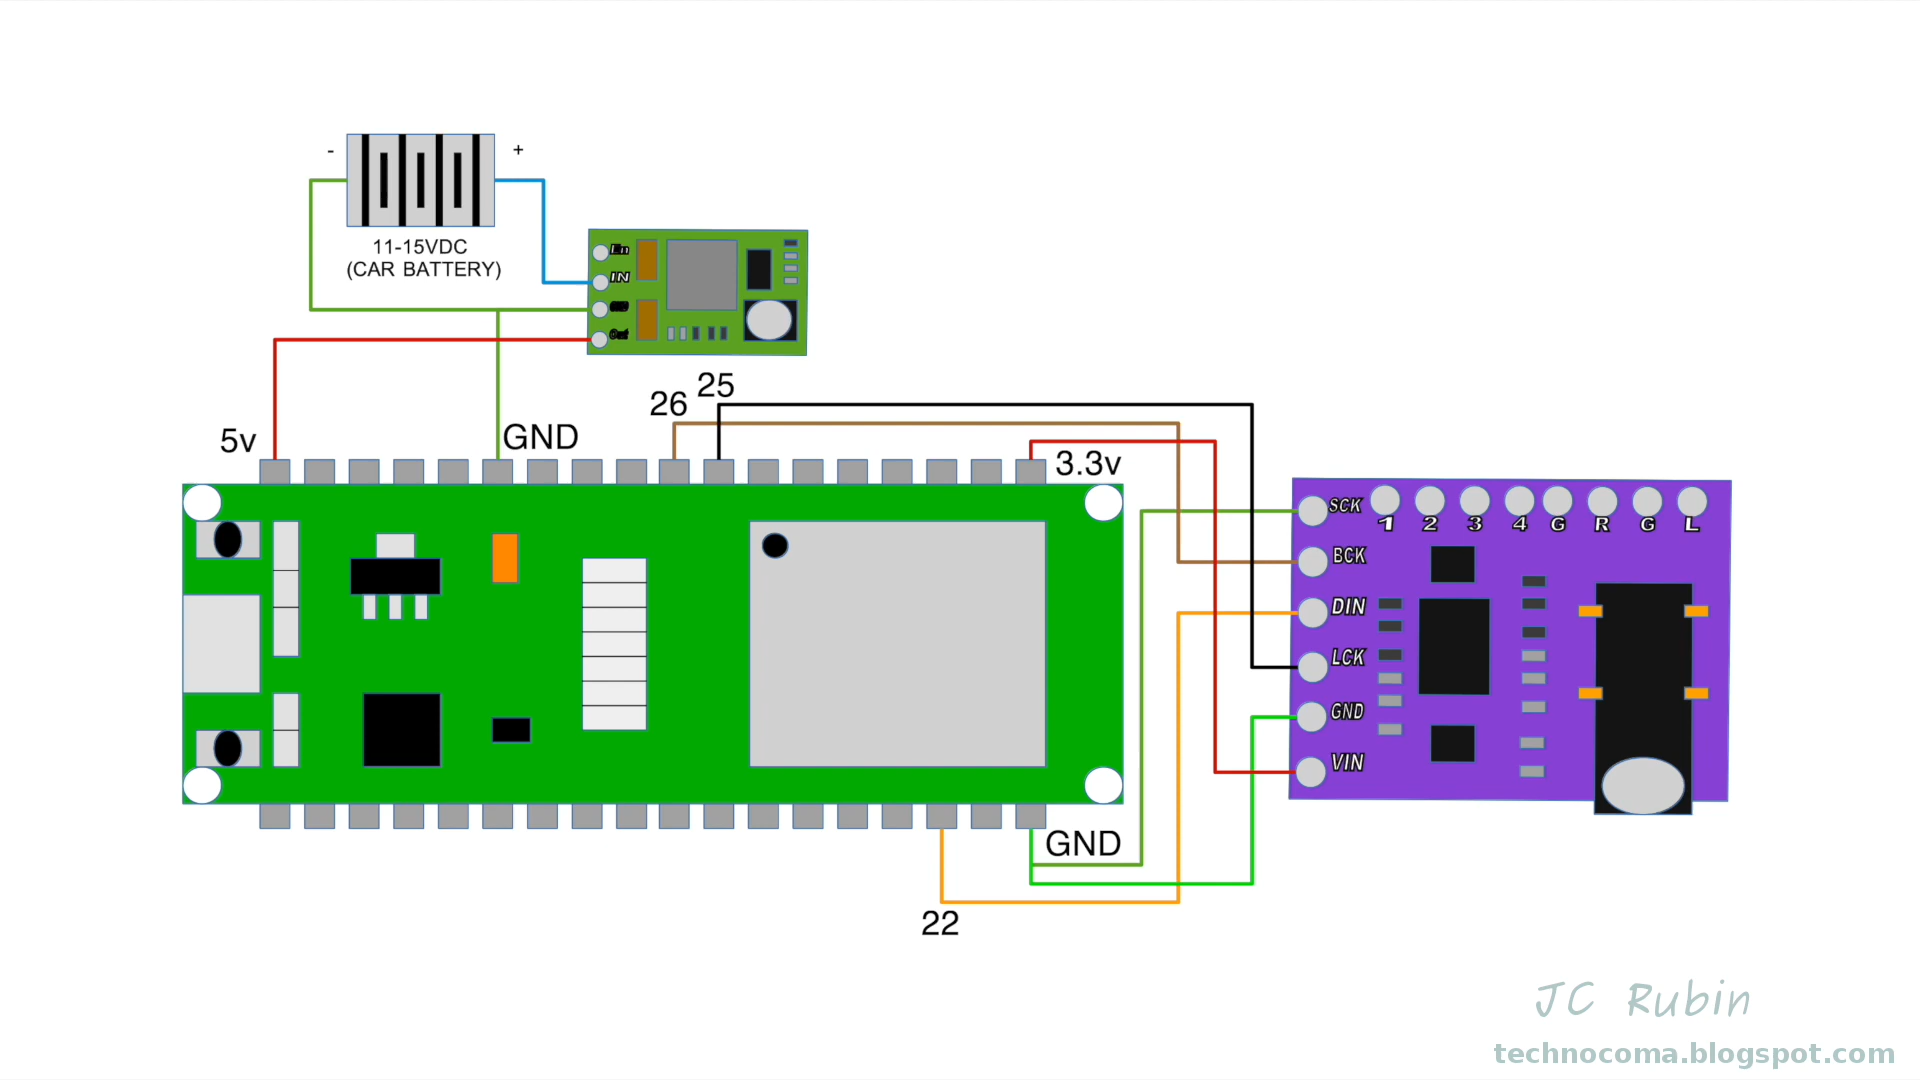 - +
11-15VDC
(CAR BATTERY)
IN
25
26
5v
GND
3.3v
SCK
1 2 3 4 G R G L
BCK
DIN
LCK
GND
VIN
GND
22
JC Rubin
technocoma.blogspot.com